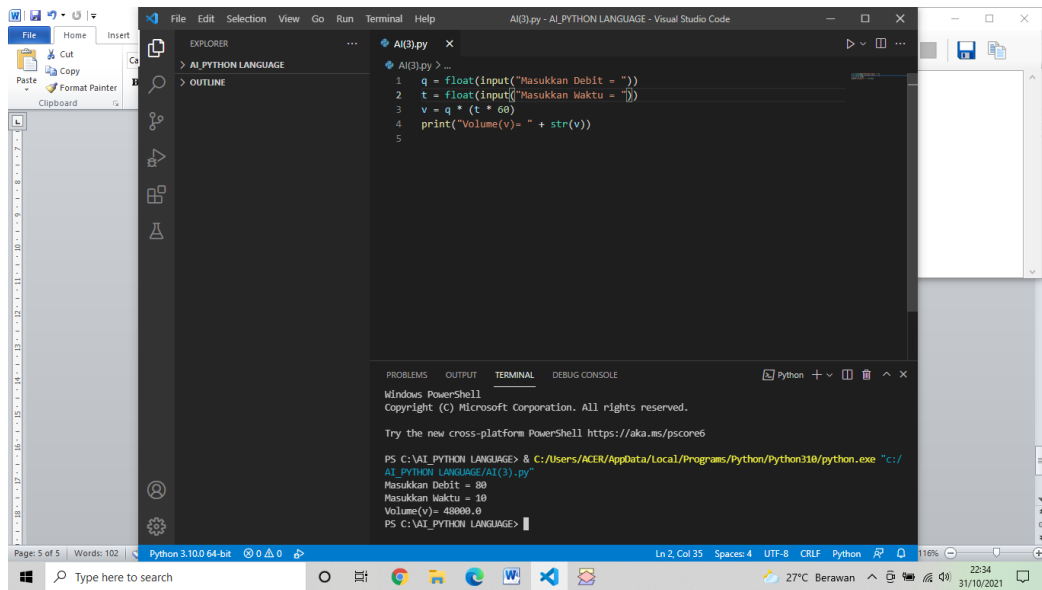 File Edit Selection View Go Run Terminal Help AI(3).py - AI_PYTHON LANGUAGE - Visual Studio Code
File Home Insert
Cut
Copy
Format Painter
Paste
Clipboard
Ca
B
EXPLORER
AI_PYTHON LANGUAGE
OUTLINE
AI(3).py
AI(3).py > ...
1 q = float(input("Masukkan Debit = "))
2 t = float(input("Masukkan Waktu = "))
3 v = q * (t * 60)
4 print("Volume(v)= " + str(v))
5
PROBLEMS OUTPUT TERMINAL DEBUG CONSOLE Python
Windows PowerShell
Copyright (C) Microsoft Corporation. All rights reserved.
Try the new cross-platform PowerShell https://aka.ms/pscore6
PS C:\AI_PYTHON LANGUAGE> & C:/Users/ACER/AppData/Local/Programs/Python/Python310/python.exe "c:/
AI_PYTHON LANGUAGE/AI(3).py"
Masukkan Debit = 80
Masukkan Waktu = 10
Volume(v)= 48000.0
PS C:\AI_PYTHON LANGUAGE>
Page: 5 of 5 Words: 102 Python 3.10.0 64-bit 0 0 Ln 2, Col 35 Spaces: 4 UTF-8 CRLF Python 116%
Type here to search 27°C Berawan 22:34
31/10/2021